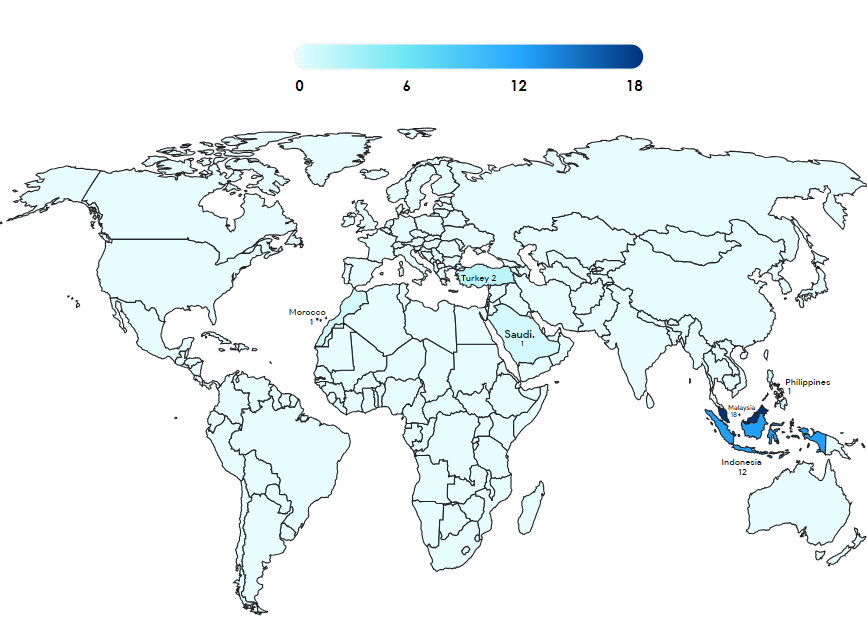 0 6 12 18
Turkey 2
Morocco
1
Saudi.
1
Philippines
1
Malaysia
18+
Indonesia
12